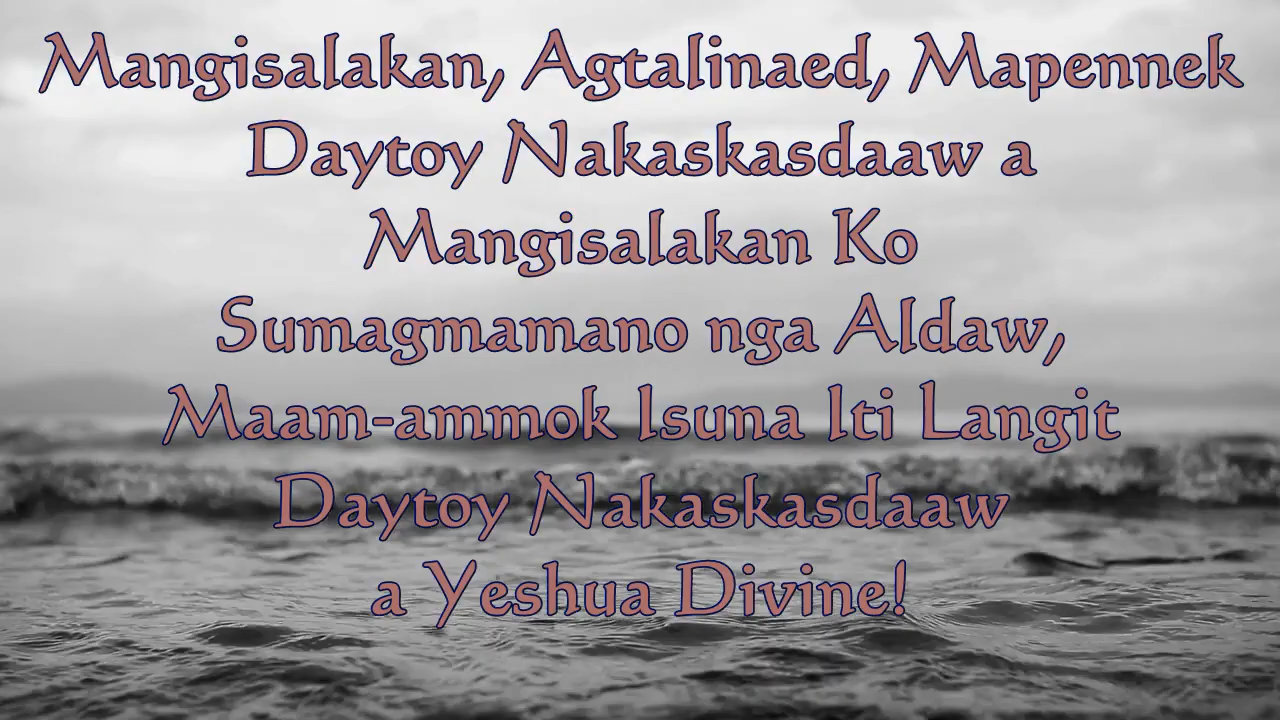 Mangisalakan, Agtalinaed, Mapennek
Daytoy Nakaskasdaaw a
Mangisalakan Ko
Sumagmamano nga Aldaw,
Maam-ammok Isuna Iti Langit
Daytoy Nakaskasdaaw
a Yeshua Divine!